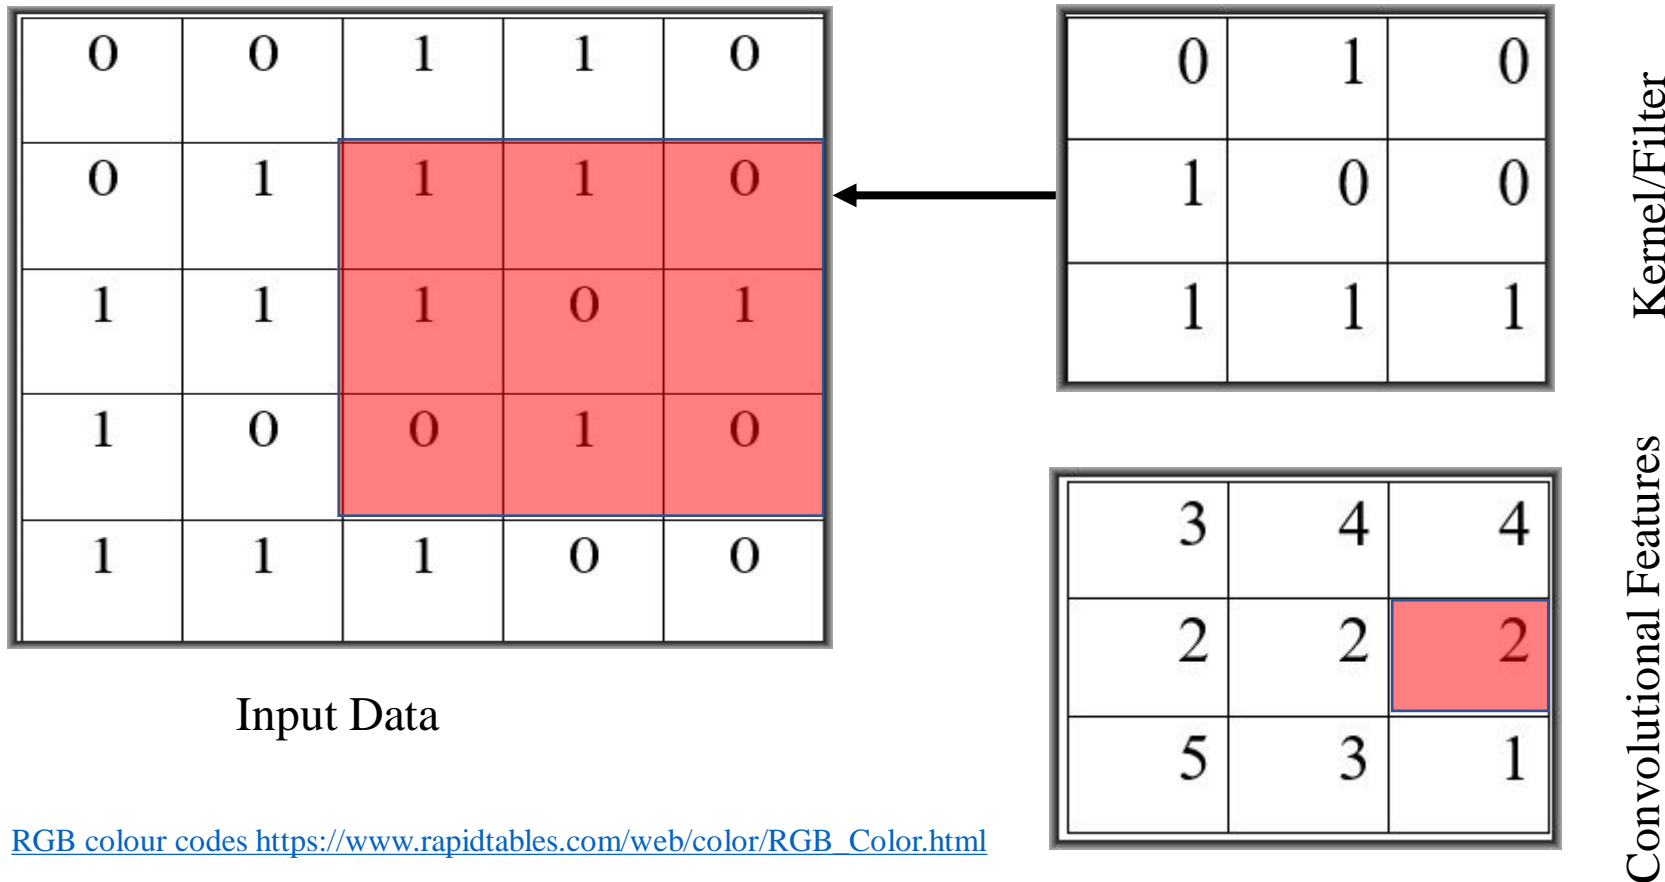 0 0 1 1 0
0 1 1 1 0
1 1 1 0 1
1 0 0 1 0
1 1 1 0 0
Input Data
0 1 0
1 0 0
1 1 1
Kernel/Filter
3 4 4
2 2 2
5 3 1
Convolutional Features
RGB colour codes https://www.rapidtables.com/web/color/RGB_Color.html